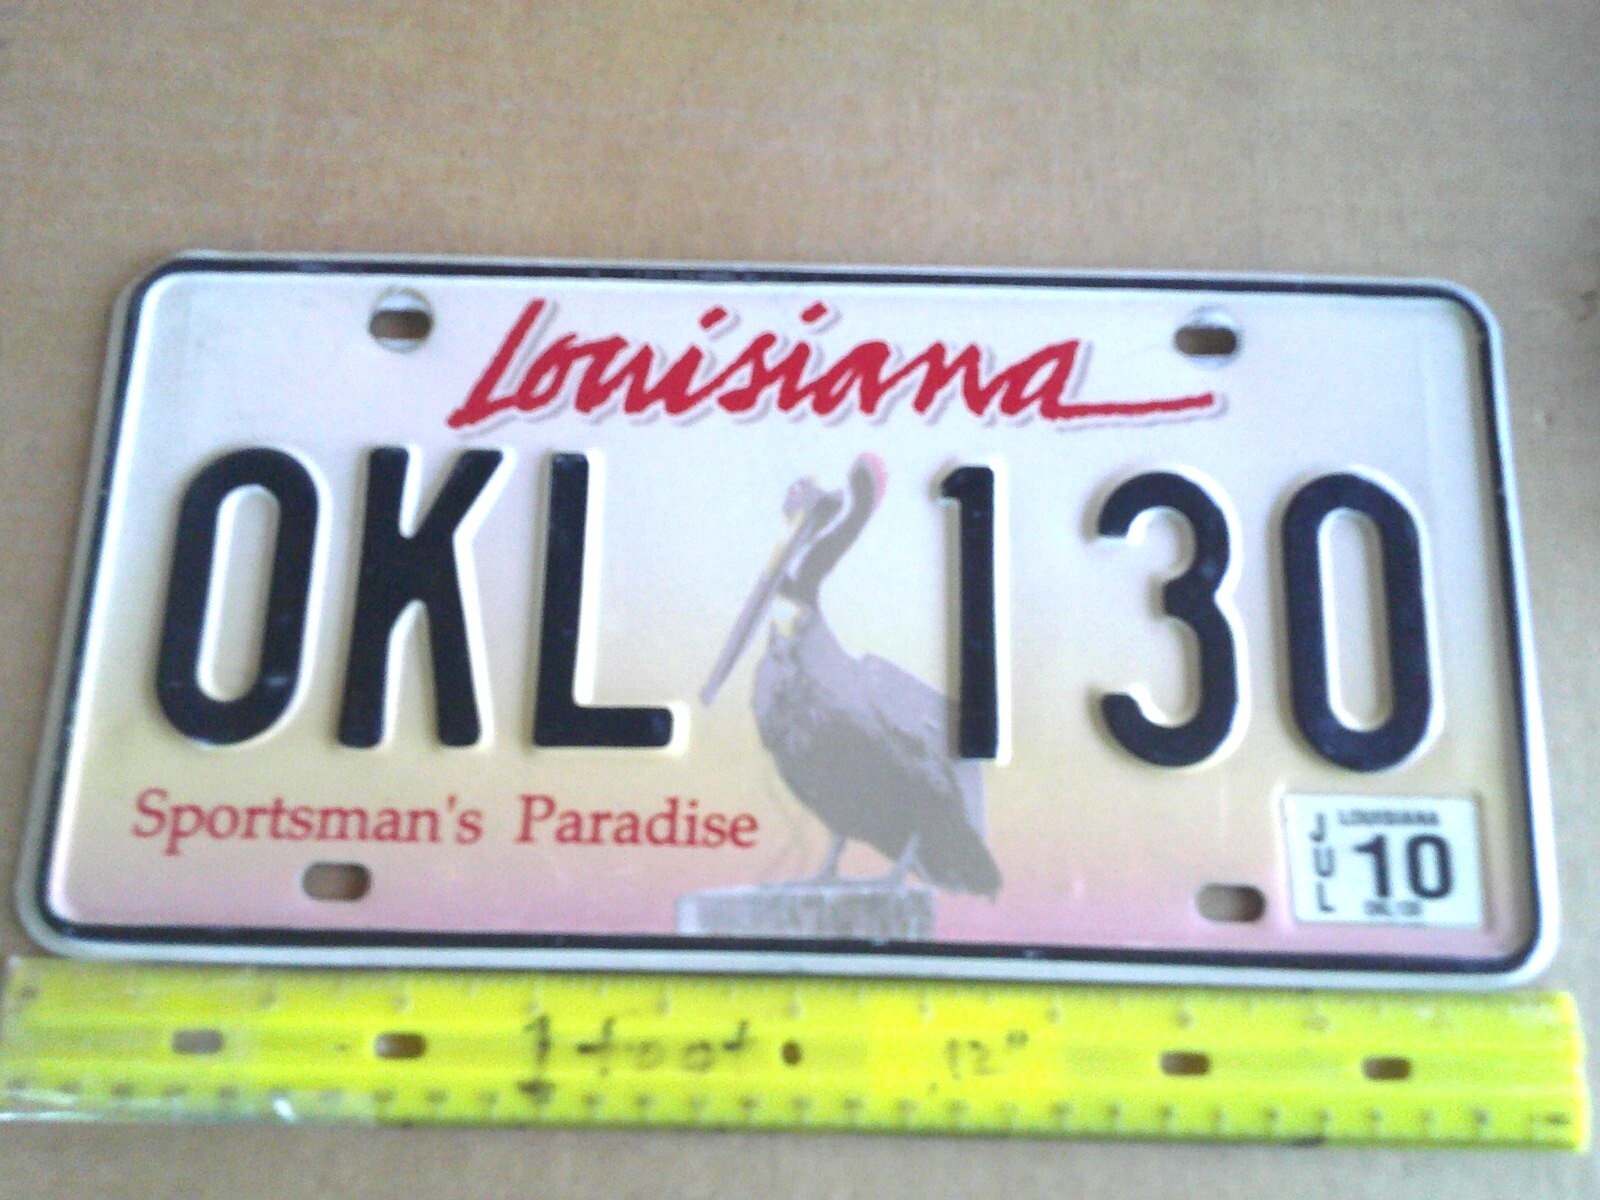 Louisiana
OKL 130
Sportsman's Paradise
JUL
LOUISIANA
10
1 foot 12"